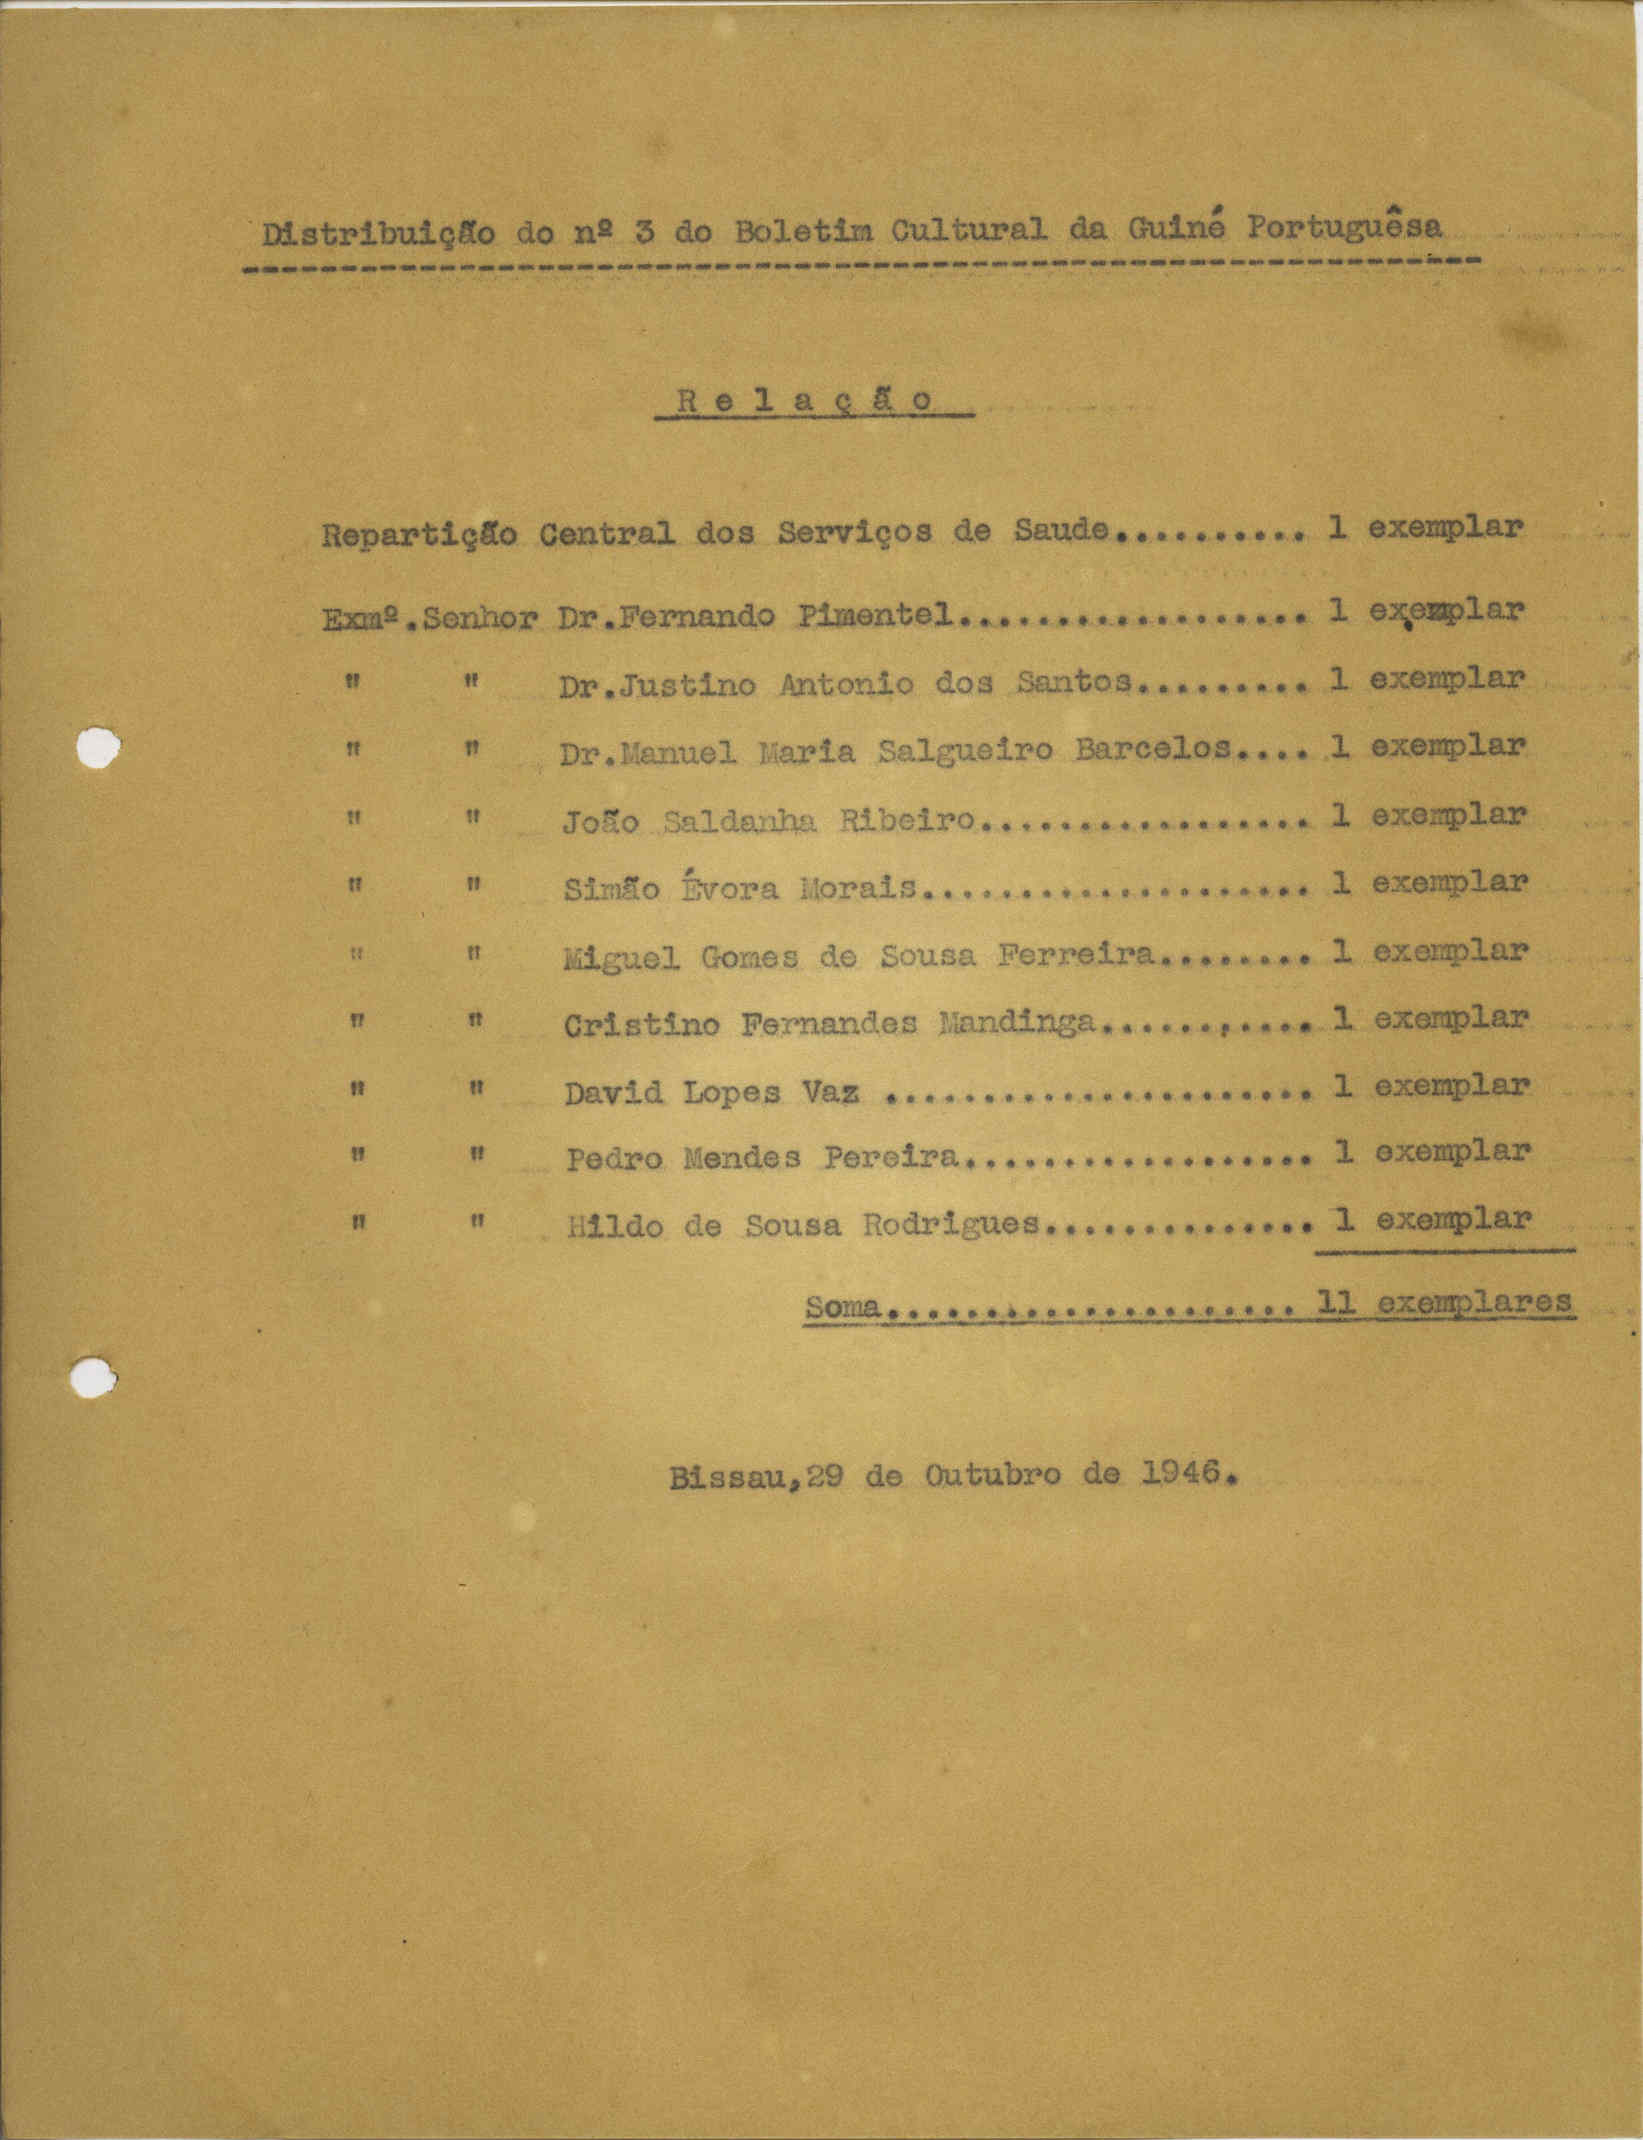 Distribuição do nº 3 do Boletim Cultural da Guiné Portuguêsa
----------------------------------------------------------------
R e l a ç ã o
Repartição Central dos Serviços de Saude.......... 1 exemplar
Exmº.Senhor Dr.Fernando Pimentel.................. 1 exemplar
" " Dr.Justino Antonio dos Santos......... 1 exemplar
" " Dr.Manuel Maria Salgueiro Barcelos.... 1 exemplar
" " João Saldanha Ribeiro................. 1 exemplar
" " Simão Évora Morais.................... 1 exemplar
" " Miguel Gomes de Sousa Ferreira........ 1 exemplar
" " Cristino Fernandes Mandinga........... 1 exemplar
" " David Lopes Vaz ...................... 1 exemplar
" " Pedro Mendes Pereira.................. 1 exemplar
" " Hildo de Sousa Rodrigues.............. 1 exemplar
Soma..................... 11 exemplares
Bissau,29 de Outubro de 1946.